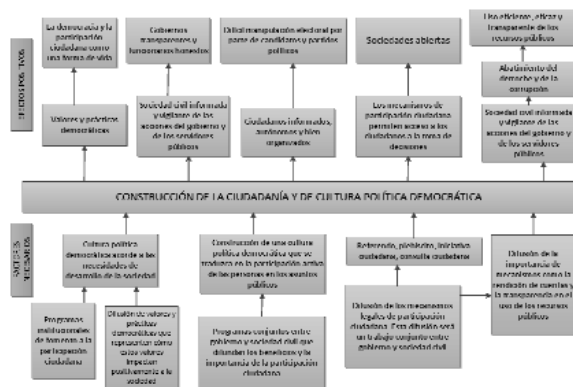 La democracia y la
participación
ciudadana como
una forma de vida
Gobiernos
transparentes y
funcionarios honestos
Difícil manipulación electoral por
parte de candidatos y partidos
políticos
Sociedades abiertas
Uso eficiente, eficaz y
transparente de los
recursos públicos
Abatimiento del
derroche y de la
corrupción
EFECTOS POSITIVOS
Valores y prácticas
democráticas
Sociedad civil informada
y vigilante de las
acciones del gobierno y
de los servidores
públicos
Ciudadanos informados,
autónomos y bien
organizados
Los mecanismos de
participación ciudadana
permiten acceso a los
ciudadanos a la toma de
decisiones
Sociedad civil informada
y vigilante de las
acciones del gobierno y
de los servidores
públicos
CONSTRUCCIÓN DE LA CIUDADANÍA Y DE CULTURA POLÍTICA DEMOCRÁTICA
FACTORES
NECESARIOS
Cultura política
democrática acorde a las
necesidades de
desarrollo de la sociedad
Construcción de una cultura
política democrática que se
traduzca en la participación activa
de las personas en los asuntos
públicos
Referendo, plebiscito, iniciativa
ciudadana, consulta ciudadana
Difusión de la
importancia de
mecanismos como la
rendición de cuentas y la
transparencia en el
uso de los recursos
públicos
Programas
institucionales
de fomento a la
participación
ciudadana
Difusión de valores y
prácticas
democráticas que
representen cómo
estos valores
impactan
positivamente a la
sociedad
Programas conjuntos entre
gobierno y sociedad civil que
difundan los beneficios y la
importancia de la participación
ciudadana
Difusión de los mecanismos
legales de participación
ciudadana. Esta difusión será
un trabajo conjunto entre
gobierno y sociedad civil